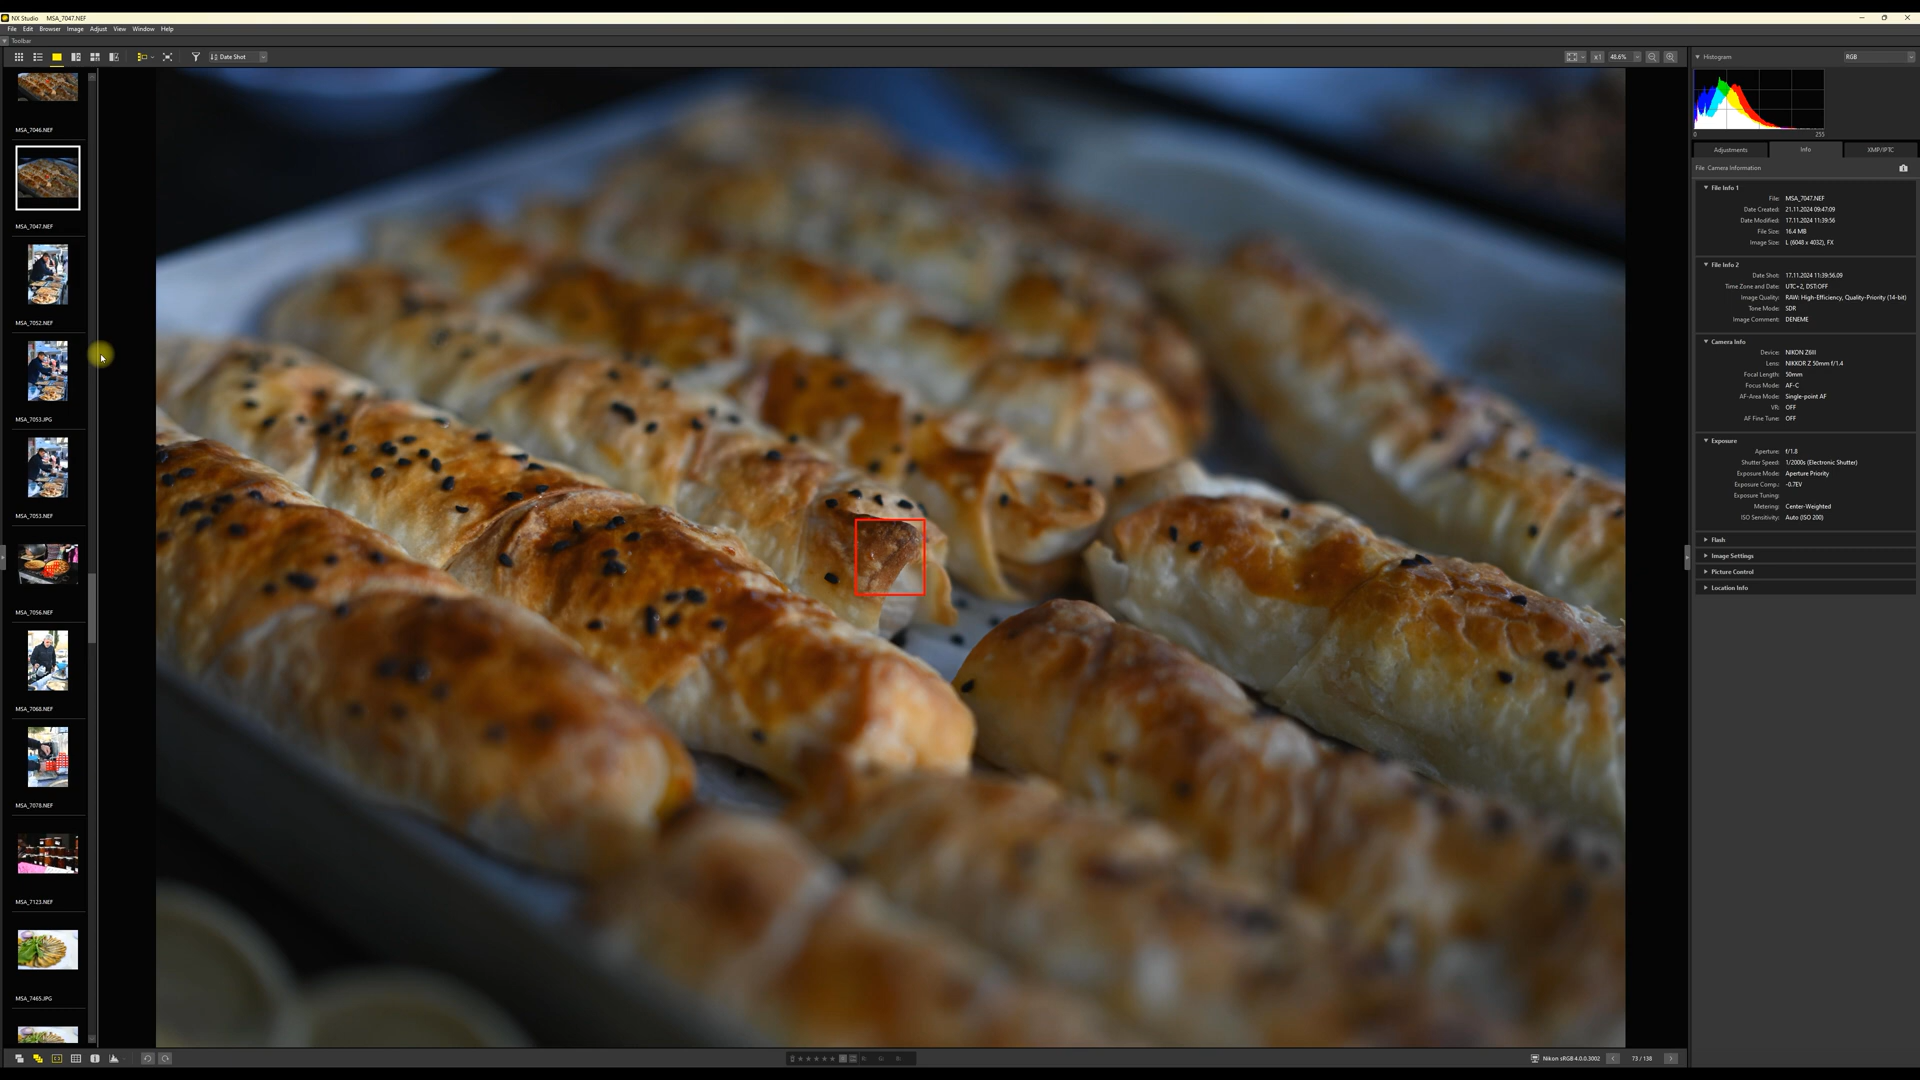 NX Studio MSA_7047.NEF
File Edit Browser Image Adjust View Window Help
Toolbar
Date Shot
x1 48.6%
Histogram RGB
0 255
Adjustments Info XMP/IPTC
File Camera Information
File Info 1
File: MSA_7047.NEF
Date Created: 21.11.2024 09:47:09
Date Modified: 17.11.2024 11:39:56
File Size: 16.4 MB
Image Size: L (6048 x 4032), FX
File Info 2
Date Shot: 17.11.2024 11:39:56.09
Time Zone and Date: UTC+2, DST:OFF
Image Quality: RAW: High-Efficiency, Quality-Priority (14-bit)
Tone Mode: SDR
Image Comment: DENEME
Camera Info
Device: NIKON Z6III
Lens: NIKKOR Z 50mm f/1.4
Focal Length: 50mm
Focus Mode: AF-C
AF-Area Mode: Single-point AF
VR: OFF
AF Fine Tune: OFF
Exposure
Aperture: f/1.8
Shutter Speed: 1/2000s (Electronic Shutter)
Exposure Mode: Aperture Priority
Exposure Comp.: -0.7EV
Exposure Tuning:
Metering: Center-Weighted
ISO Sensitivity: Auto (ISO 200)
Flash
Image Settings
Picture Control
Location Info
MSA_7046.NEF
MSA_7047.NEF
MSA_7052.NEF
MSA_7053.JPG
MSA_7053.NEF
MSA_7056.NEF
MSA_7068.NEF
MSA_7078.NEF
MSA_7123.NEF
MSA_7465.JPG
Nikon sRGB 4.0.0.3002 73 / 138